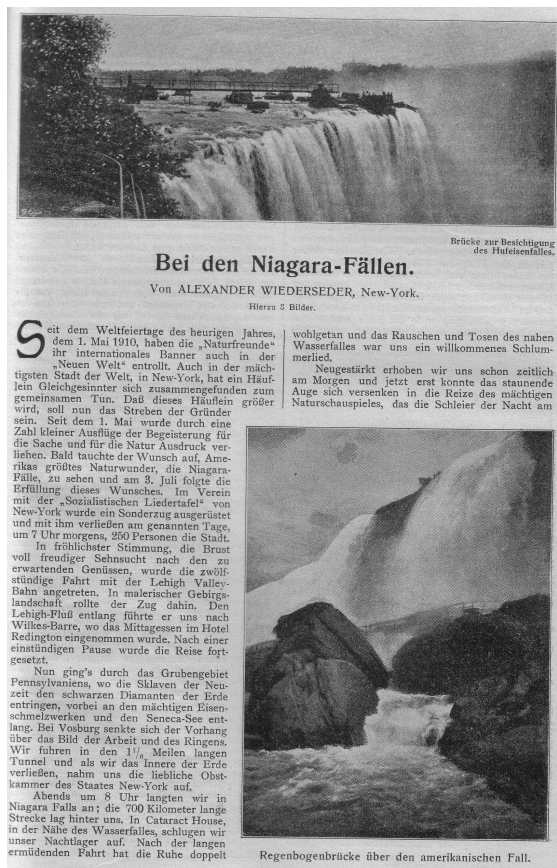 Brücke zur Besichtigung
des Hufeisenfalles.
Bei den Niagara-Fällen.
Von ALEXANDER WIEDERSEDER, New-York.
Hierzu 8 Bilder.
Seit dem Weltfeiertage des heurigen Jahres,
dem 1. Mai 1910, haben die „Naturfreunde"
ihr internationales Banner auch in der
„Neuen Welt" entrollt. Auch in der mäch-
tigsten Stadt der Welt, in New-York, hat ein Häuf-
lein Gleichgesinnter sich zusammengefunden zum
gemeinsamen Tun. Daß dieses Häuflein größer
wird, soll nun das Streben der Gründer
sein. Seit dem 1. Mai wurde durch eine
Zahl kleiner Ausflüge der Begeisterung für
die Sache und für die Natur Ausdruck ver-
liehen. Bald tauchte der Wunsch auf, Ame-
rikas größtes Naturwunder, die Niagara-
Fälle, zu sehen und am 3. Juli folgte die
Erfüllung dieses Wunsches. Im Verein
mit der „Sozialistischen Liedertafel" von
New-York wurde ein Sonderzug ausgerüstet
und mit ihm verließen am genannten Tage,
um 7 Uhr morgens, 250 Personen die Stadt.
In fröhlichster Stimmung, die Brust
voll freudiger Sehnsucht nach den zu
erwartenden Genüssen, wurde die zwölf-
stündige Fahrt mit der Lehigh Valley-
Bahn angetreten. In malerischer Gebirgs-
landschaft rollte der Zug dahin. Den
Lehigh-Fluß entlang führte er uns nach
Wilkes-Barre, wo das Mittagessen im Hotel
Redington eingenommen wurde. Nach einer
einstündigen Pause wurde die Reise fort-
gesetzt.
Nun ging's durch das Grubengebiet
Pennsylvaniens, wo die Sklaven der Neu-
zeit den schwarzen Diamanten der Erde
entringen, vorbei an den mächtigen Eisen-
schmelzwerken und den Seneca-See ent-
lang. Bei Vosburg senkte sich der Vorhang
über das Bild der Arbeit und des Ringens.
Wir fuhren in den 1½ Meilen langen
Tunnel und als wir das Innere der Erde
verließen, nahm uns die liebliche Obst-
kammer des Staates New-York auf.
Abends um 8 Uhr langten wir in
Niagara Falls an; die 700 Kilometer lange
Strecke lag hinter uns. In Cataract House,
in der Nähe des Wasserfalles, schlugen wir
unser Nachtlager auf. Nach der langen
ermüdenden Fahrt hat die Ruhe doppelt
wohlgetan und das Rauschen und Tosen des nahen
Wasserfalles war uns ein willkommenes Schlum-
merlied.
Neugestärkt erhoben wir uns schon zeitlich
am Morgen und jetzt erst konnte das staunende
Auge sich versenken in die Reize des mächtigen
Naturschauspieles, das die Schleier der Nacht am
Regenbogenbrücke über den amerikanischen Fall.